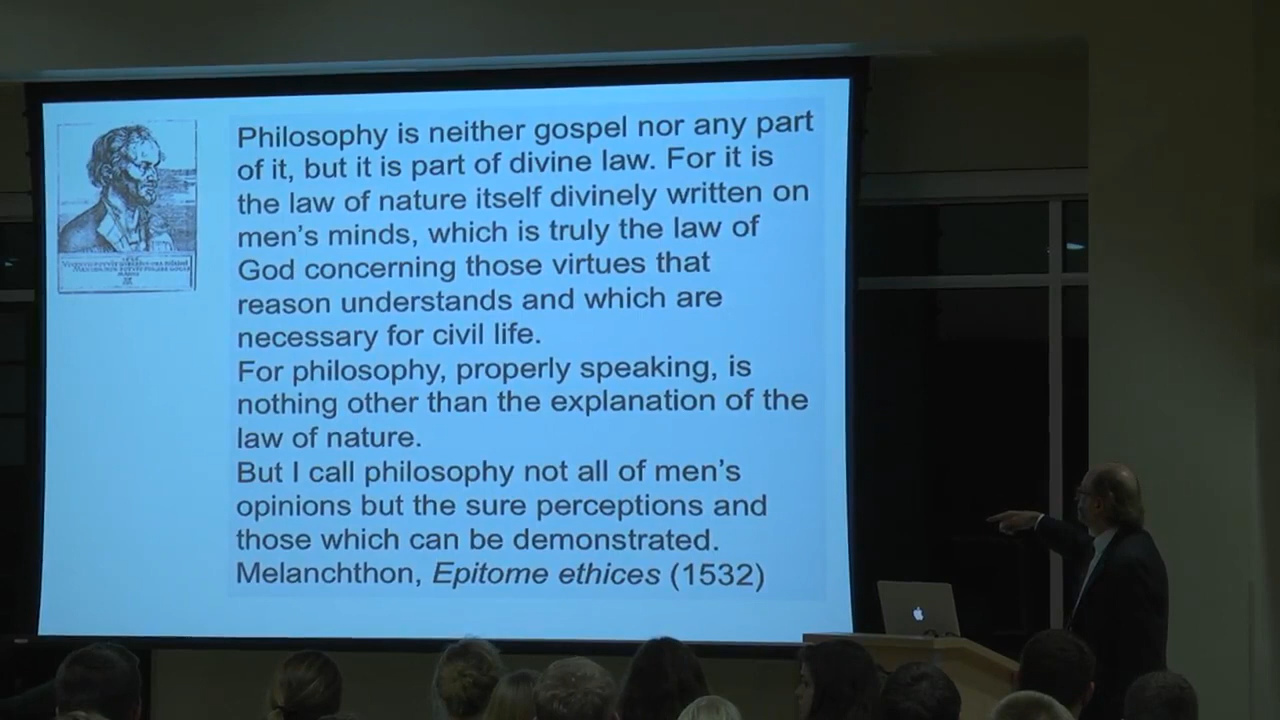 Philosophy is neither gospel nor any part
of it, but it is part of divine law. For it is
the law of nature itself divinely written on
men's minds, which is truly the law of
God concerning those virtues that
reason understands and which are
necessary for civil life.
For philosophy, properly speaking, is
nothing other than the explanation of the
law of nature.
But I call philosophy not all of men's
opinions but the sure perceptions and
those which can be demonstrated.
Melanchthon, Epitome ethices (1532)